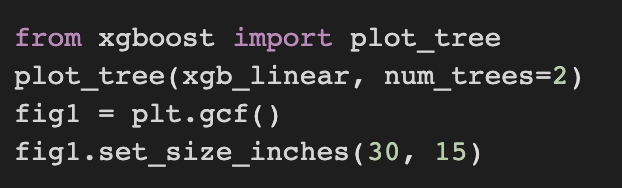 from xgboost import plot_tree
plot_tree(xgb_linear, num_trees=2)
fig1 = plt.gcf()
fig1.set_size_inches(30, 15)